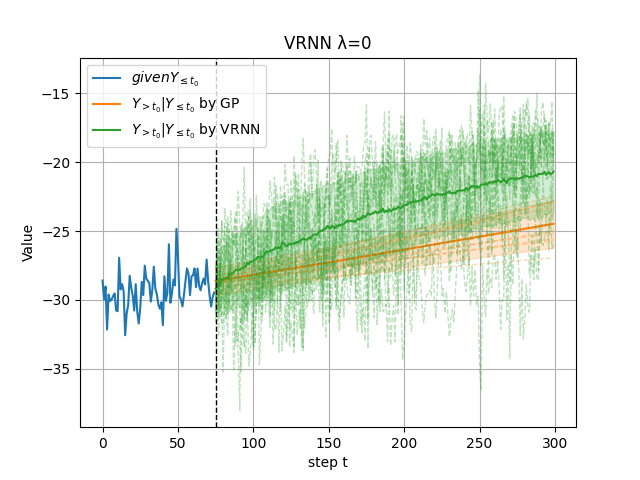 VRNN λ=0
givenY≤t₀
Y>t₀|Y≤t₀ by GP
Y>t₀|Y≤t₀ by VRNN
Value
−15
−20
−25
−30
−35
0 50 100 150 200 250 300
step t